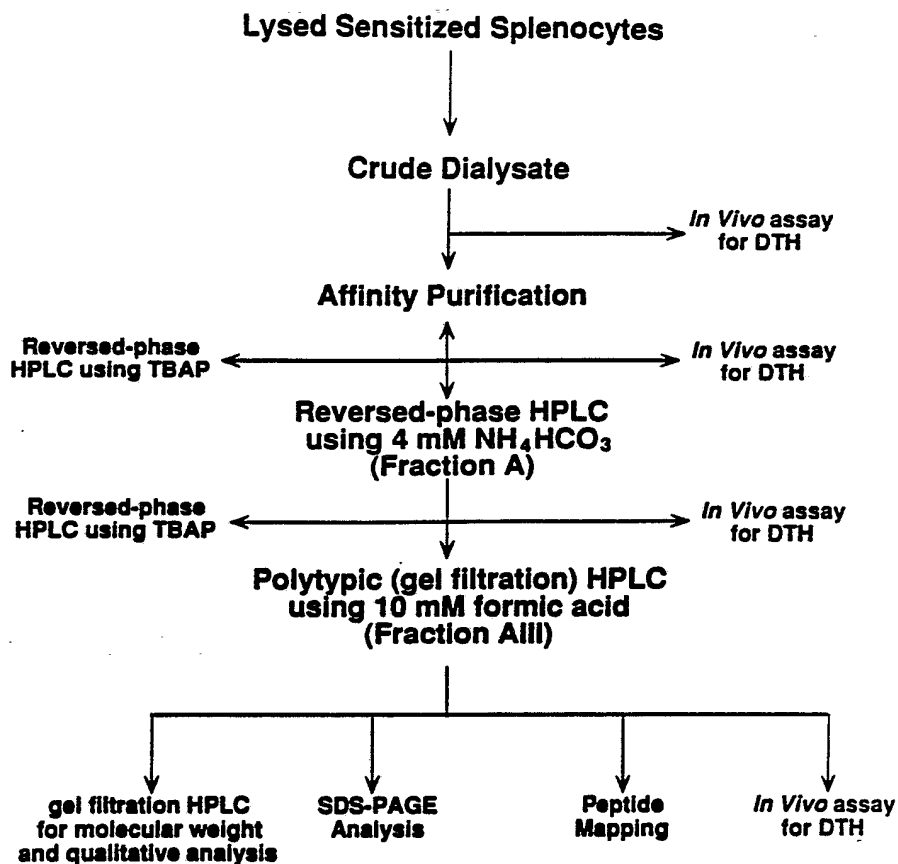 Lysed Sensitized Splenocytes
Crude Dialysate
In Vivo assay
for DTH
Affinity Purification
Reversed-phase
HPLC using TBAP
In Vivo assay
for DTH
Reversed-phase HPLC
using 4 mM NH₄HCO₃
(Fraction A)
Reversed-phase
HPLC using TBAP
In Vivo assay
for DTH
Polytypic (gel filtration) HPLC
using 10 mM formic acid
(Fraction AIII)
gel filtration HPLC
for molecular weight
and qualitative analysis
SDS-PAGE
Analysis
Peptide
Mapping
In Vivo assay
for DTH